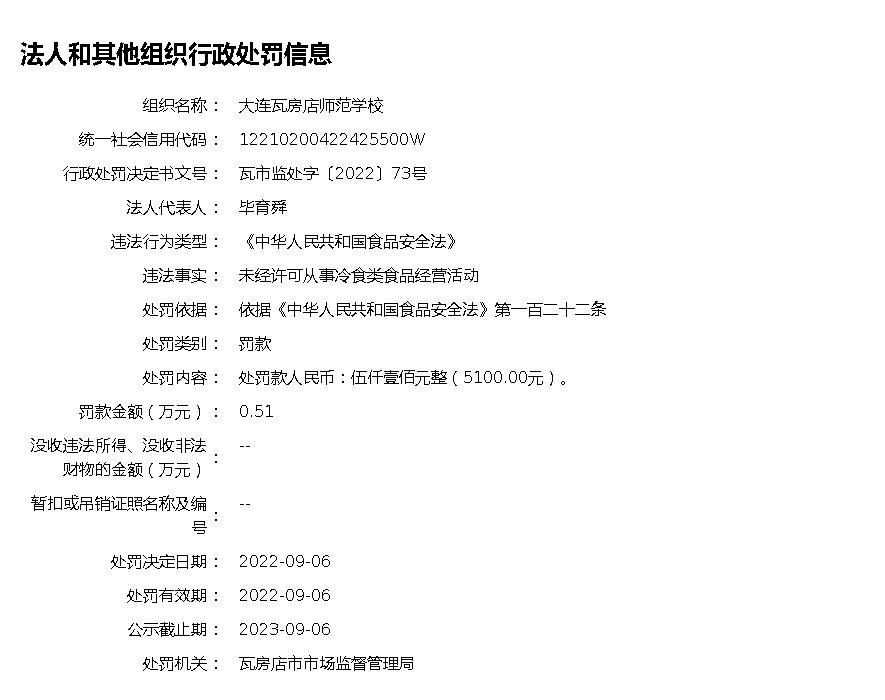 法人和其他组织行政处罚信息
组织名称： 大连瓦房店师范学校
统一社会信用代码： 12210200422425500W
行政处罚决定书文号： 瓦市监处字〔2022〕73号
法人代表人： 毕育舜
违法行为类型： 《中华人民共和国食品安全法》
违法事实： 未经许可从事冷食类食品经营活动
处罚依据： 依据《中华人民共和国食品安全法》第一百二十二条
处罚类别： 罚款
处罚内容： 处罚款人民币：伍仟壹佰元整（5100.00元）。
罚款金额（万元）： 0.51
没收违法所得、没收非法
财物的金额（万元）： --
暂扣或吊销证照名称及编
号： --
处罚决定日期： 2022-09-06
处罚有效期： 2022-09-06
公示截止期： 2023-09-06
处罚机关： 瓦房店市市场监督管理局